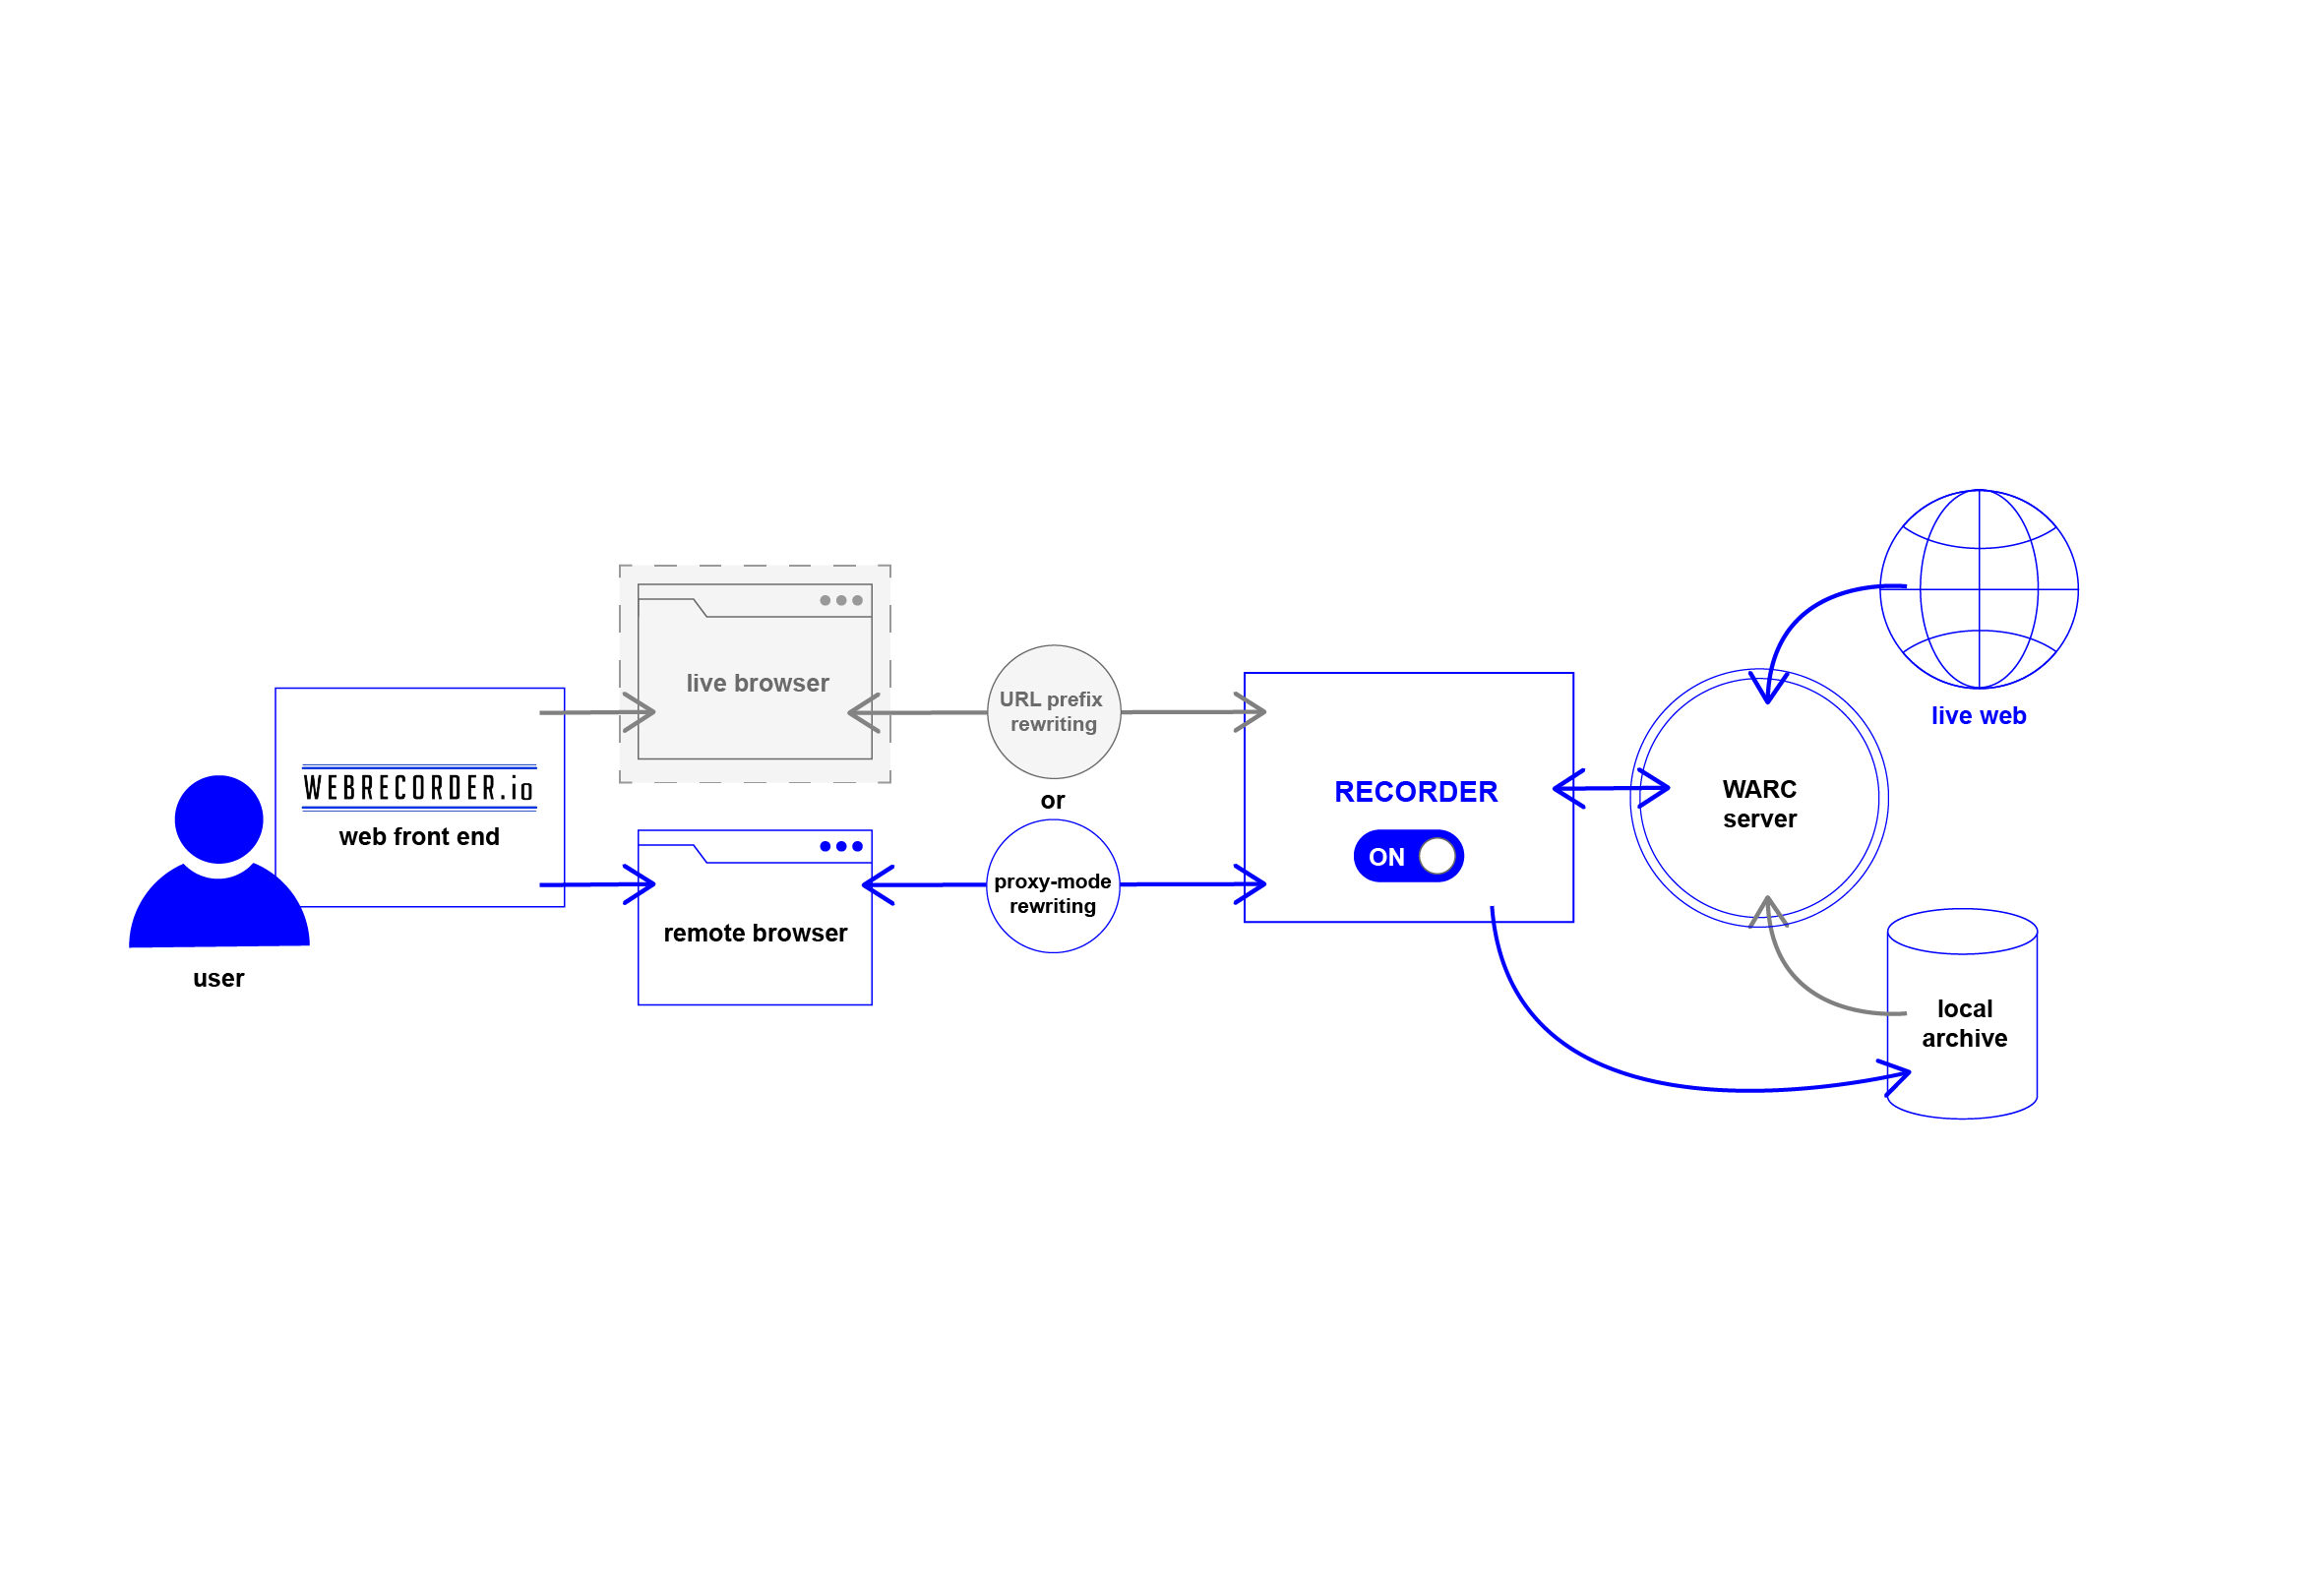 WEBRECORDER.io
web front end
user
live browser
remote browser
URL prefix
rewriting
or
proxy-mode
rewriting
RECORDER
ON
WARC
server
live web
local
archive